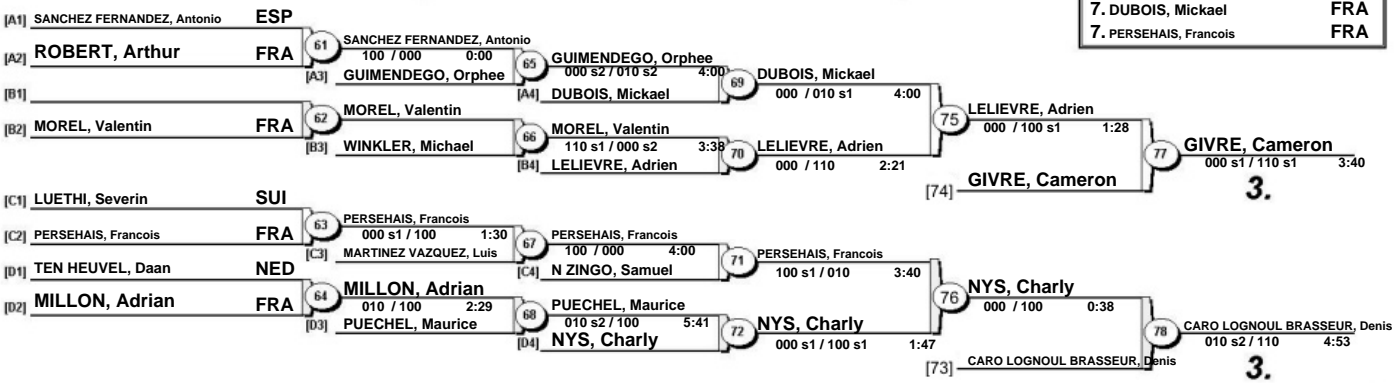 7. DUBOIS, Mickael FRA
7. PERSEHAIS, Francois FRA
[A1] SANCHEZ FERNANDEZ, Antonio ESP
[A2] ROBERT, Arthur FRA
61 SANCHEZ FERNANDEZ, Antonio
100 / 000 0:00
[A3] GUIMENDEGO, Orphee
65 GUIMENDEGO, Orphee
000 s2 / 010 s2 4:00
[A4] DUBOIS, Mickael
69 DUBOIS, Mickael
000 / 010 s1 4:00
[B1]
[B2] MOREL, Valentin FRA
62 MOREL, Valentin
[B3] WINKLER, Michael
66 MOREL, Valentin
110 s1 / 000 s2 3:38
[B4] LELIEVRE, Adrien
70 LELIEVRE, Adrien
000 / 110 2:21
75 LELIEVRE, Adrien
000 / 100 s1 1:28
[74] GIVRE, Cameron
77 GIVRE, Cameron
000 s1 / 110 s1 3:40
3.
[C1] LUETHI, Severin SUI
[C2] PERSEHAIS, Francois FRA
63 PERSEHAIS, Francois
000 s1 / 100 1:30
[C3] MARTINEZ VAZQUEZ, Luis
67 PERSEHAIS, Francois
100 / 000 4:00
[C4] N ZINGO, Samuel
71 PERSEHAIS, Francois
100 s1 / 010 3:40
[D1] TEN HEUVEL, Daan NED
[D2] MILLON, Adrian FRA
64 MILLON, Adrian
010 / 100 2:29
[D3] PUECHEL, Maurice
68 PUECHEL, Maurice
010 s2 / 100 5:41
[D4] NYS, Charly
72 NYS, Charly
000 s1 / 100 s1 1:47
76 NYS, Charly
000 / 100 0:38
[73] CARO LOGNOUL BRASSEUR, Denis
78 CARO LOGNOUL BRASSEUR, Denis
010 s2 / 110 4:53
3.